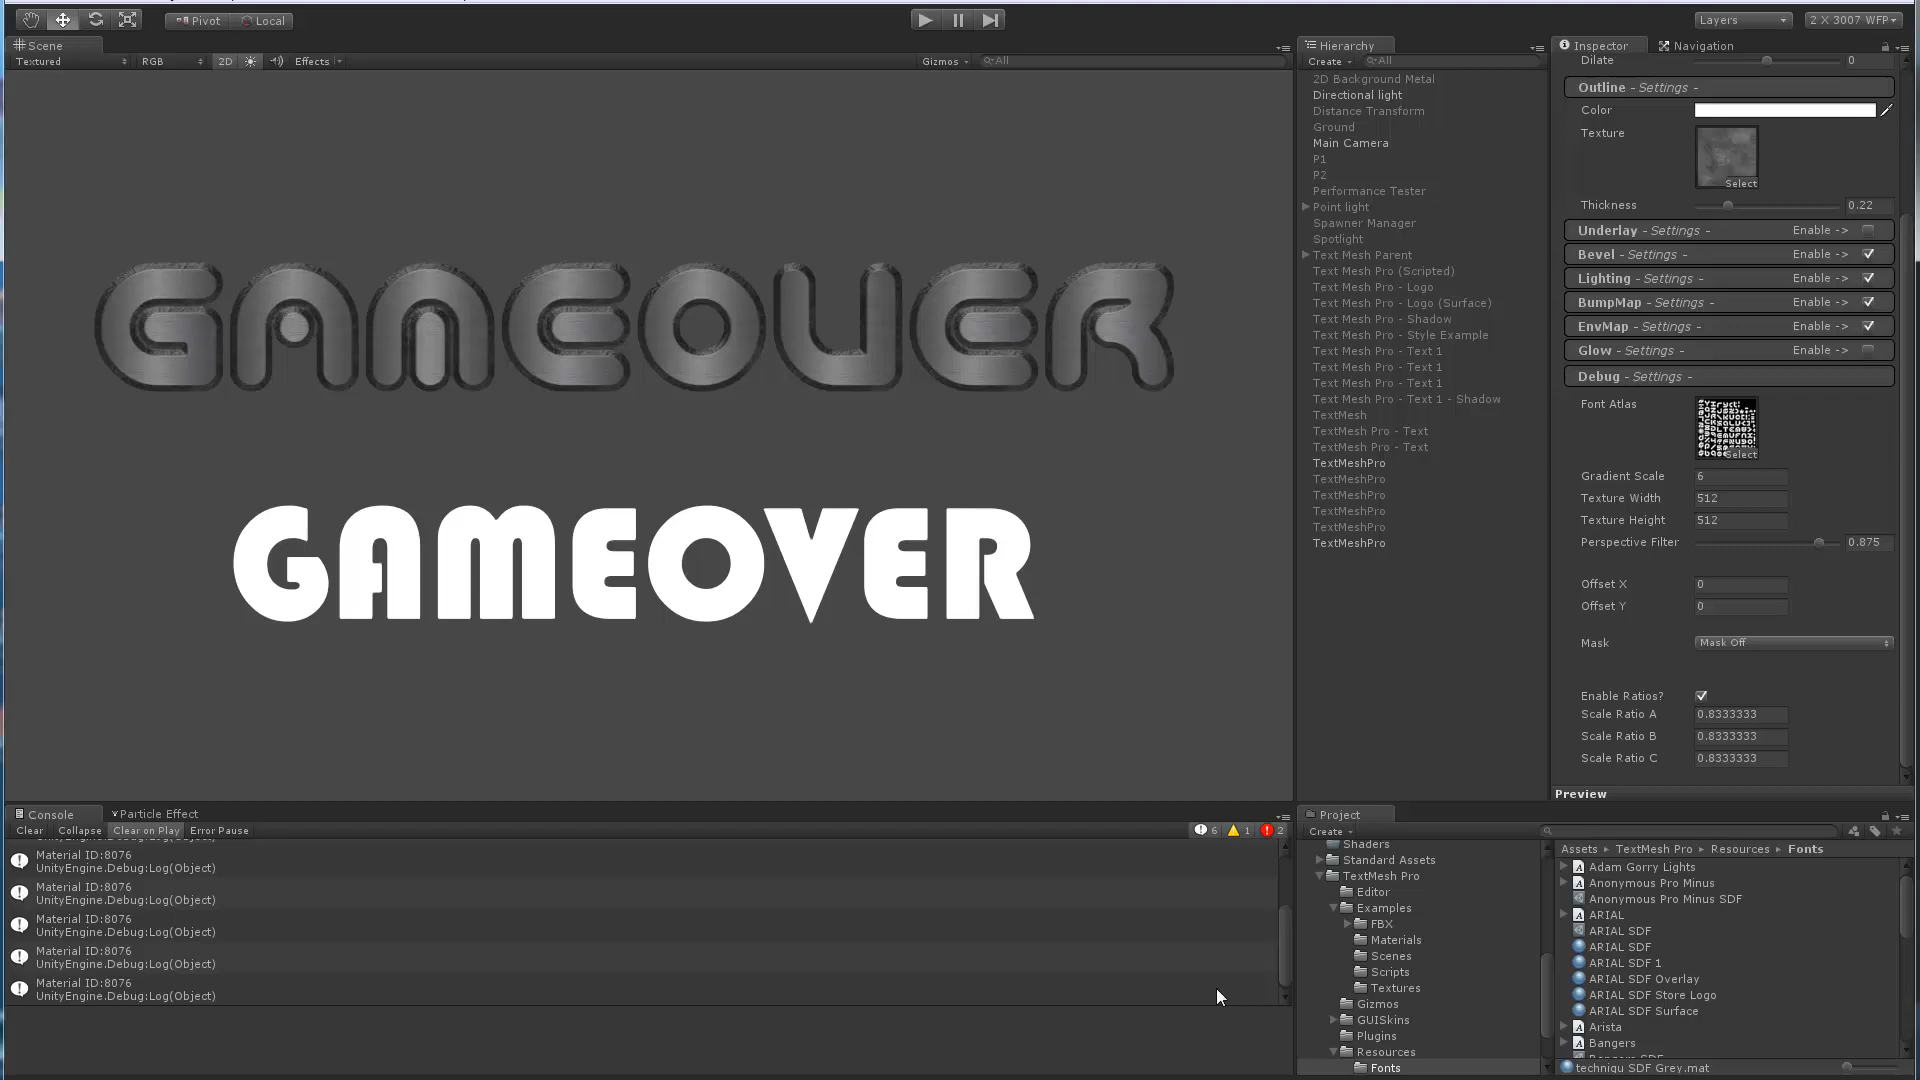 Pivot Local
Layers 2 X 3007 WFP
Scene
Textured RGB 2D Effects Gizmos All
GAMEOVER
GAMEOVER
Hierarchy
Create All
2D Background Metal
Directional light
Distance Transform
Ground
Main Camera
P1
P2
Performance Tester
Point light
Spawner Manager
Spotlight
Text Mesh Parent
Text Mesh Pro (Scripted)
Text Mesh Pro - Logo
Text Mesh Pro - Logo (Surface)
Text Mesh Pro - Shadow
Text Mesh Pro - Style Example
Text Mesh Pro - Text 1
Text Mesh Pro - Text 1
Text Mesh Pro - Text 1
Text Mesh Pro - Text 1 - Shadow
TextMesh
TextMesh Pro - Text
TextMesh Pro - Text
TextMeshPro
TextMeshPro
TextMeshPro
TextMeshPro
TextMeshPro
TextMeshPro
Inspector Navigation
Dilate 0
Outline - Settings -
Color
Texture
Select
Thickness 0.22
Underlay - Settings - Enable ->
Bevel - Settings - Enable ->
Lighting - Settings - Enable ->
BumpMap - Settings - Enable ->
EnvMap - Settings - Enable ->
Glow - Settings - Enable ->
Debug - Settings -
Font Atlas
Select
Gradient Scale 6
Texture Width 512
Texture Height 512
Perspective Filter 0.875
Offset X 0
Offset Y 0
Mask Mask Off
Enable Ratios?
Scale Ratio A 0.8333333
Scale Ratio B 0.8333333
Scale Ratio C 0.8333333
Preview
Console Particle Effect
Clear Collapse Clear on Play Error Pause 6 1 2
UnityEngine.Debug:Log(Object)
Material ID:8076
UnityEngine.Debug:Log(Object)
Material ID:8076
UnityEngine.Debug:Log(Object)
Material ID:8076
UnityEngine.Debug:Log(Object)
Material ID:8076
UnityEngine.Debug:Log(Object)
Material ID:8076
UnityEngine.Debug:Log(Object)
Project
Create
Shaders
Standard Assets
TextMesh Pro
Editor
Examples
FBX
Materials
Scenes
Scripts
Textures
Gizmos
GUISkins
Plugins
Resources
Fonts
Assets TextMesh Pro Resources Fonts
Adam Gorry Lights
Anonymous Pro Minus
Anonymous Pro Minus SDF
ARIAL
ARIAL SDF
ARIAL SDF
ARIAL SDF 1
ARIAL SDF Overlay
ARIAL SDF Store Logo
ARIAL SDF Surface
Arista
Bangers
Bangers SDF
techniqu SDF Grey.mat